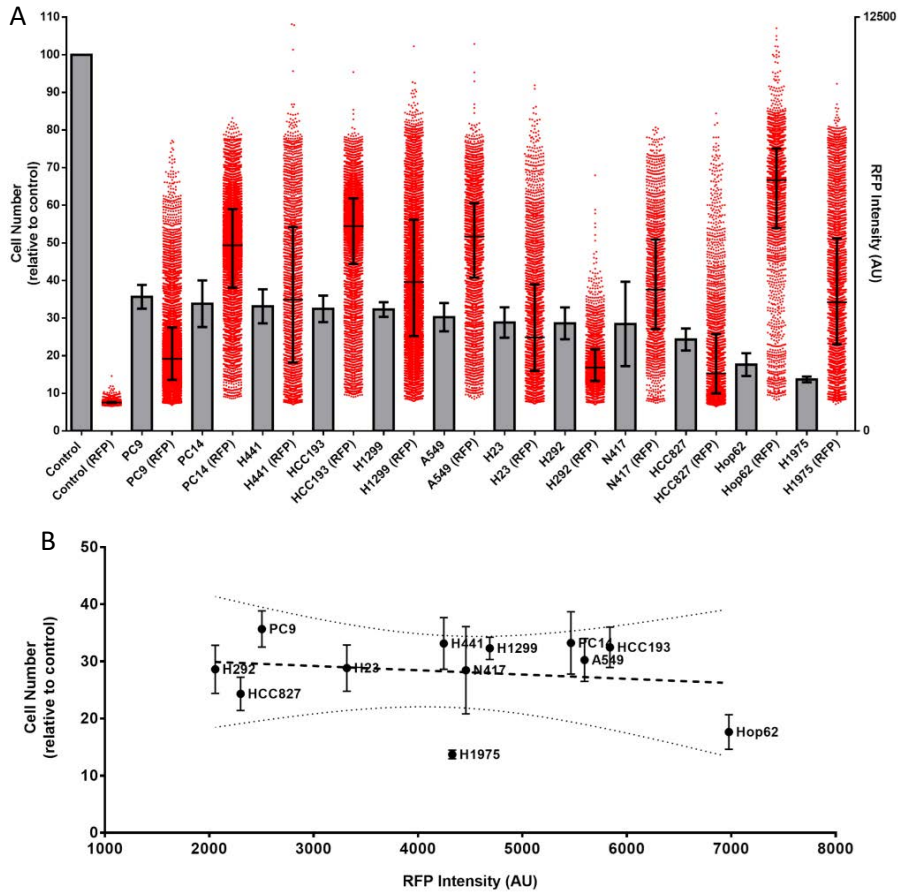 A
110
100
90
80
70
60
50
40
30
20
10
0
Cell Number
(relative to control)
12500
0
RFP Intensity
(AU)
Control
Control (RFP)
PC9
PC9 (RFP)
PC14
PC14 (RFP)
H441
H441 (RFP)
HCC193
HCC193 (RFP)
H1299
H1299 (RFP)
A549
A549 (RFP)
H23
H23 (RFP)
H292
H292 (RFP)
N417
N417 (RFP)
HCC827
HCC827 (RFP)
Hop62
Hop62 (RFP)
H1975
H1975 (RFP)
B
50
40
30
20
10
0
Cell Number
(relative to control)
PC9
H441
H1299
PC14
HCC193
A549
H292
H23
N417
HCC827
H1975
Hop62
1000
2000
3000
4000
5000
6000
7000
8000
RFP Intensity (AU)